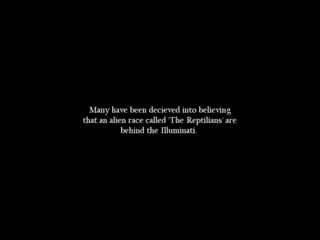 Many have been decieved into believing
that an alien race called 'The Reptilians' are
behind the Illuminati.